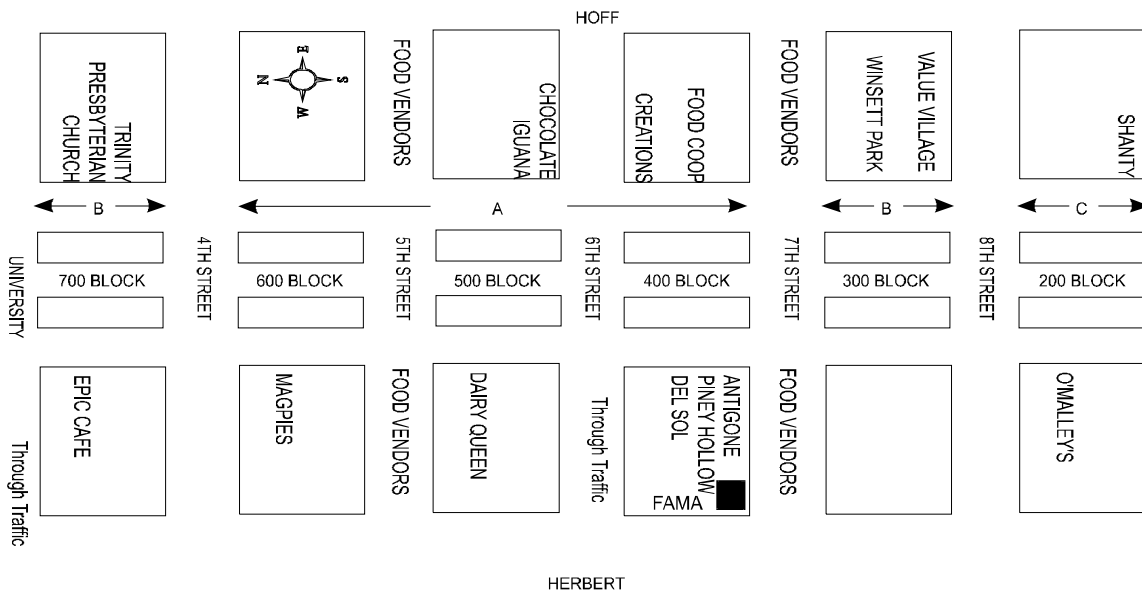 HOFF
TRINITY
PRESBYTERIAN
CHURCH
E
N
S
W
FOOD VENDORS
CHOCOLATE
IGUANA
FOOD COOP
CREATIONS
FOOD VENDORS
VALUE VILLAGE
WINSETT PARK
SHANTY
B
A
B
C
UNIVERSITY
700 BLOCK
4TH STREET
600 BLOCK
5TH STREET
500 BLOCK
6TH STREET
400 BLOCK
7TH STREET
300 BLOCK
8TH STREET
200 BLOCK
Through Traffic
EPIC CAFE
MAGPIES
FOOD VENDORS
DAIRY QUEEN
Through Traffic
ANTIGONE
PINEY HOLLOW
DEL SOL
FAMA
FOOD VENDORS
O'MALLEY'S
HERBERT